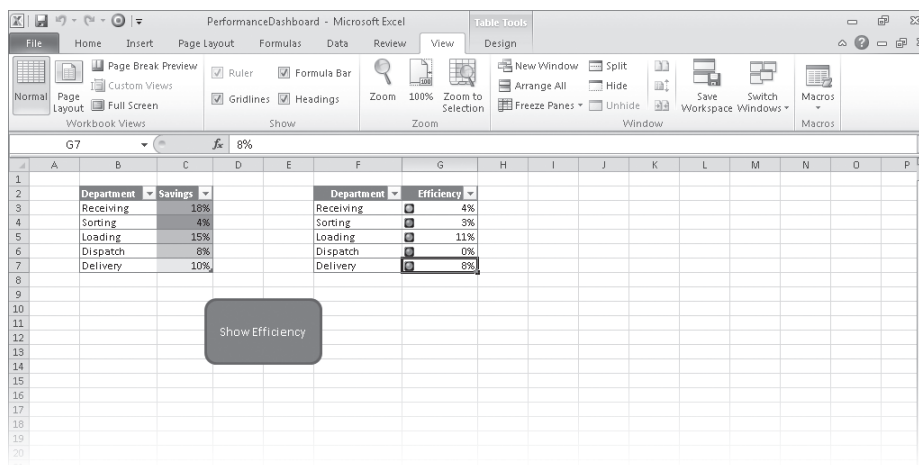 PerformanceDashboard - Microsoft Excel
Table Tools
File Home Insert Page Layout Formulas Data Review View Design
Normal
Page Layout
Page Break Preview
Custom Views
Full Screen
Workbook Views
Ruler
Formula Bar
Gridlines
Headings
Show
Zoom
100%
Zoom to Selection
Zoom
New Window
Arrange All
Freeze Panes
Split
Hide
Unhide
Save Workspace
Switch Windows
Window
Macros
Macros
G7 fx 8%
A B C D E F G H I J K L M N O P
1
2 Department Savings Department Efficiency
3 Receiving 18% Receiving 4%
4 Sorting 4% Sorting 3%
5 Loading 15% Loading 11%
6 Dispatch 8% Dispatch 0%
7 Delivery 10% Delivery 8%
8
9
10
11
12 Show Efficiency
13
14
15
16
17
18
19
20